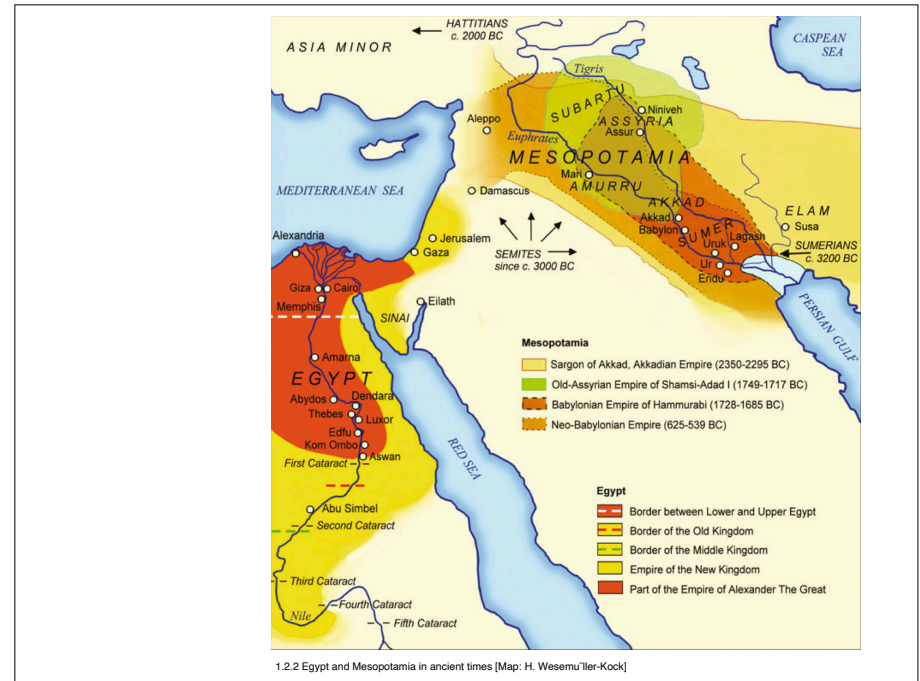 HATTITIANS
c. 2000 BC
ASIA MINOR
CASPEAN
SEA
Tigris
SUBARTU
Niniveh
ASSYRIA
Assur
Aleppo
Euphrates
MESOPOTAMIA
Mari
AMURRU
Damascus
MEDITERRANEAN SEA
AKKAD
ELAM
Akkad
Babylon
SUMER
Lagash
Susa
Uruk
Ur
Eridu
SUMERIANS
c. 3200 BC
Alexandria
Jerusalem
Gaza
SEMITES
since c. 3000 BC
Giza
Cairo
Memphis
Eilath
SINAI
PERSIAN GULF
Amarna
EGYPT
Abydos
Dendara
Thebes
Luxor
Edfu
Kom Ombo
Aswan
First Cataract
RED SEA
Abu Simbel
Second Cataract
Third Cataract
Fourth Cataract
Nile
Fifth Cataract
Mesopotamia
Sargon of Akkad, Akkadian Empire (2350-2295 BC)
Old-Assyrian Empire of Shamsi-Adad I (1749-1717 BC)
Babylonian Empire of Hammurabi (1728-1685 BC)
Neo-Babylonian Empire (625-539 BC)
Egypt
Border between Lower and Upper Egypt
Border of the Old Kingdom
Border of the Middle Kingdom
Empire of the New Kingdom
Part of the Empire of Alexander The Great
1.2.2 Egypt and Mesopotamia in ancient times [Map: H. Wesemu¨ller-Kock]